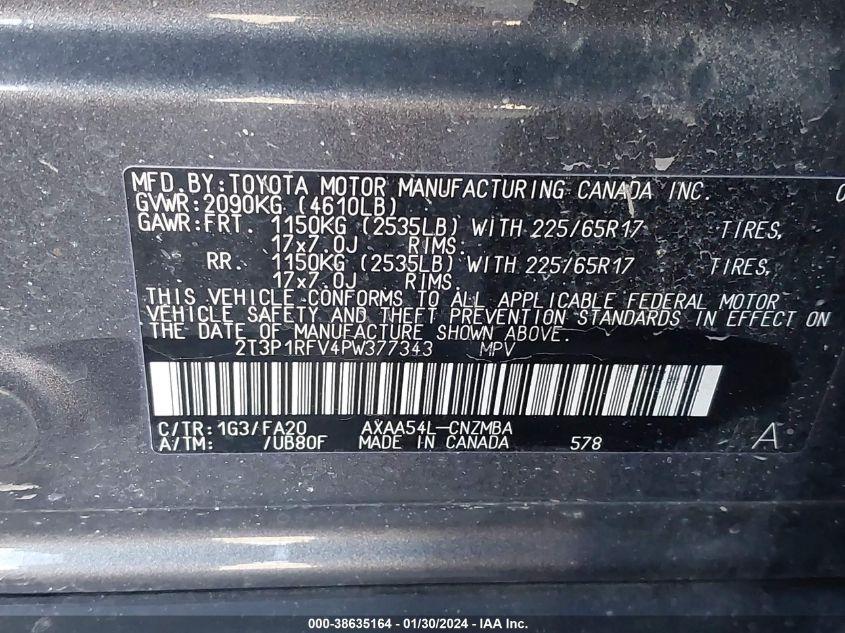 MFD. BY:TOYOTA MOTOR MANUFACTURING CANADA INC.
GVWR:2090KG (4610LB)
GAWR:FRT. 1150KG (2535LB) WITH 225/65R17 TIRES,
17x7.0J RIMS:
RR. 1150KG (2535LB) WITH 225/65R17 TIRES,
17x7.0J RIMS.
THIS VEHICLE CONFORMS TO ALL APPLICABLE FEDERAL MOTOR
VEHICLE SAFETY AND THEFT PREVENTION STANDARDS IN EFFECT ON
THE DATE OF MANUFACTURE SHOWN ABOVE.
2T3P1RFV4PW377343 MPV
C/TR:1G3/FA20 AXAA54L-CNZMBA
A/TM: /UB80F MADE IN CANADA 578 A
000-38635164 - 01/30/2024 - IAA Inc.